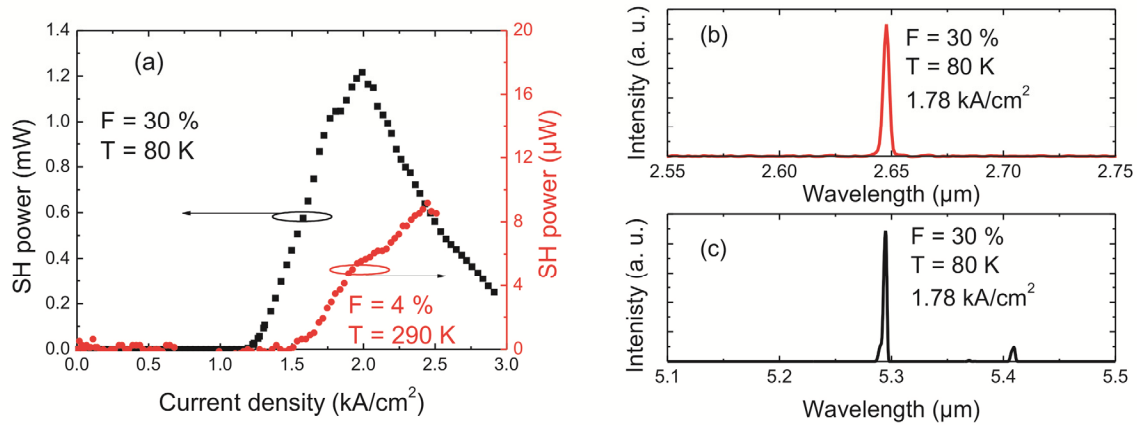 (a)
SH power (mW)
1.4
1.2
1.0
0.8
0.6
0.4
0.2
0.0
F = 30 %
T = 80 K
F = 4 %
T = 290 K
20
16
12
8
4
0
SH power (µW)
0.0 0.5 1.0 1.5 2.0 2.5 3.0
Current density (kA/cm²)
(b)
Intensity (a. u.)
F = 30 %
T = 80 K
1.78 kA/cm²
2.55 2.60 2.65 2.70 2.75
Wavelength (µm)
(c)
Intenisty (a. u.)
F = 30 %
T = 80 K
1.78 kA/cm²
5.1 5.2 5.3 5.4 5.5
Wavelength (µm)